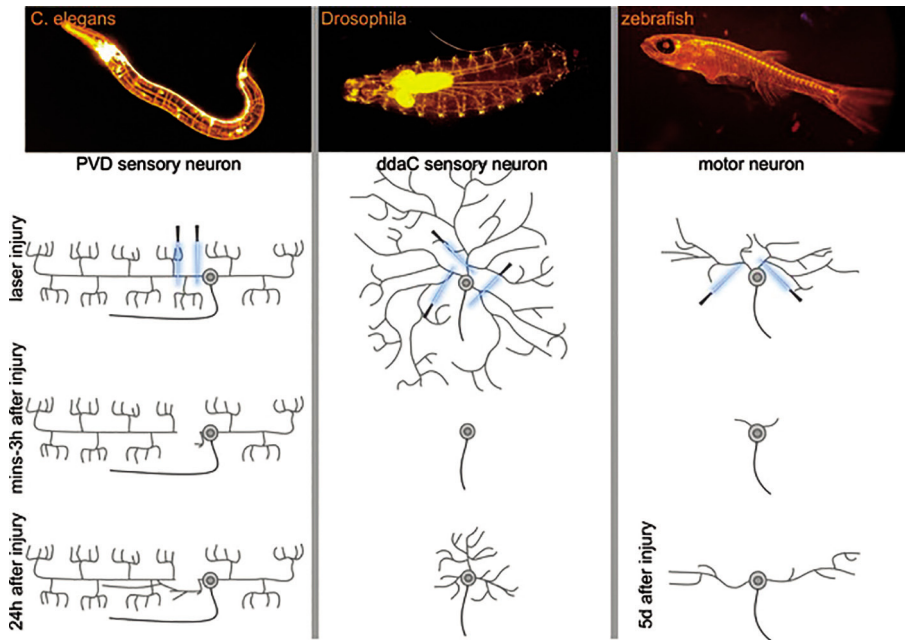 C. elegans
Drosophila
zebrafish
PVD sensory neuron
ddaC sensory neuron
motor neuron
laser injury
mins-3h after injury
24h after injury
5d after injury